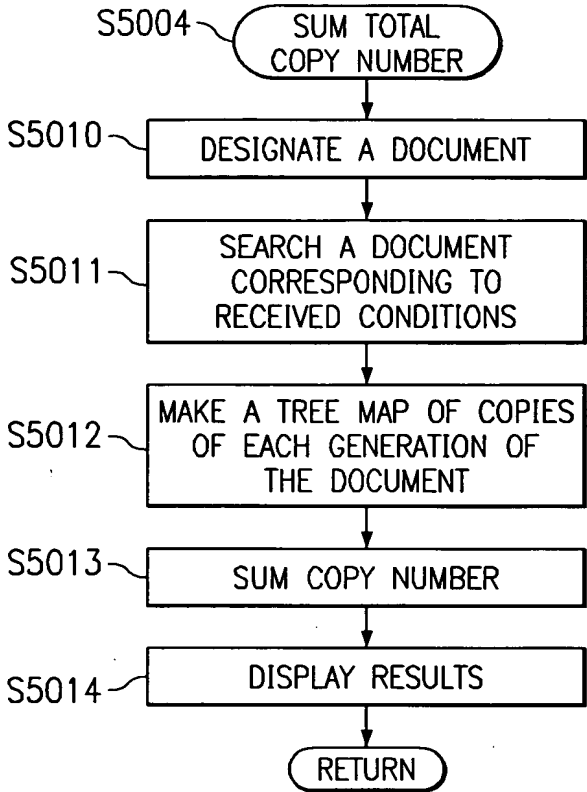 S5004
SUM TOTAL
COPY NUMBER
S5010
DESIGNATE A DOCUMENT
S5011
SEARCH A DOCUMENT
CORRESPONDING TO
RECEIVED CONDITIONS
S5012
MAKE A TREE MAP OF COPIES
OF EACH GENERATION OF
THE DOCUMENT
S5013
SUM COPY NUMBER
S5014
DISPLAY RESULTS
RETURN